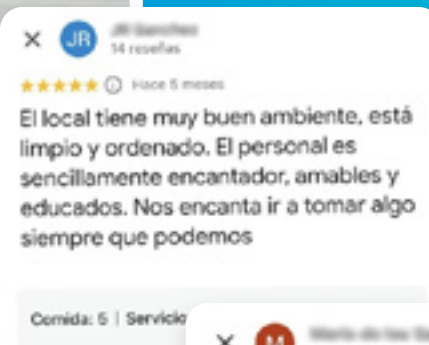 JR
14 reseñas
Hace 5 meses
El local tiene muy buen ambiente, está
limpio y ordenado. El personal es
sencillamente encantador, amables y
educados. Nos encanta ir a tomar algo
siempre que podemos
Comida: 5 | Servicio
M